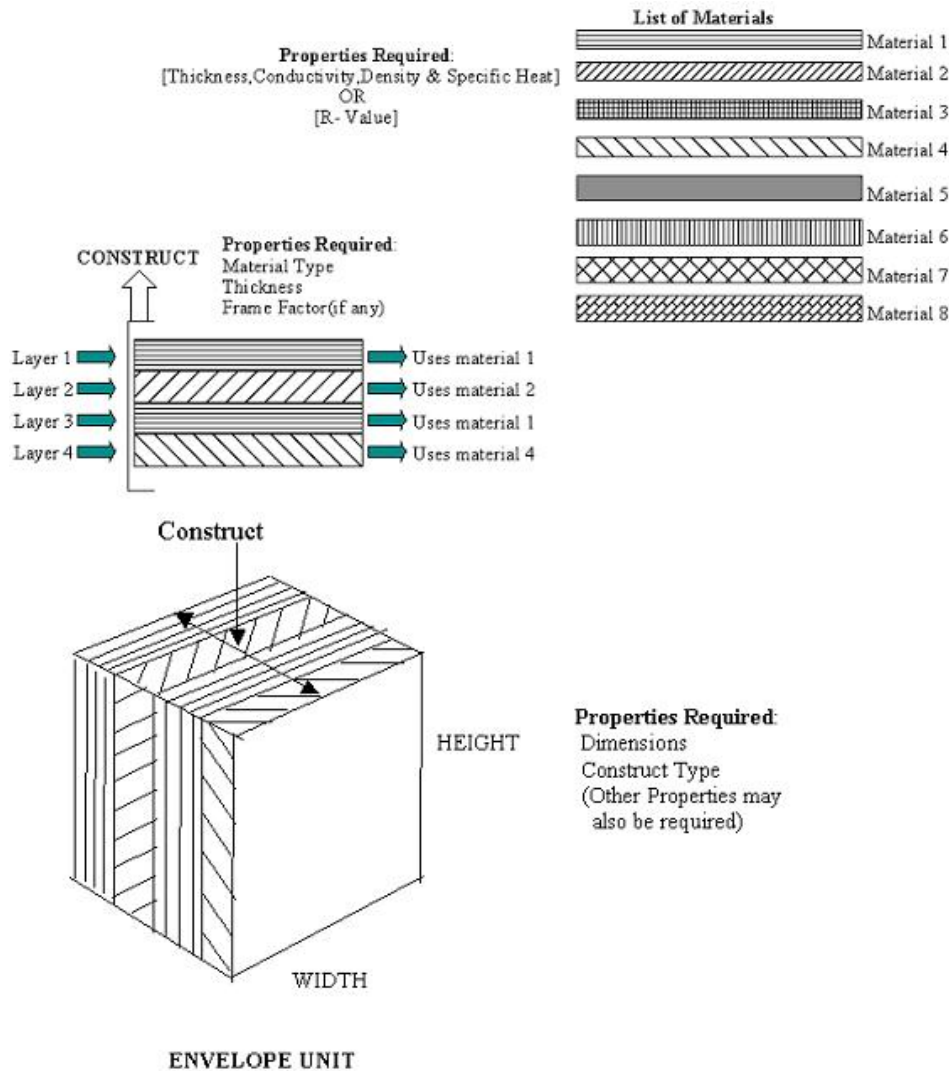 List of Materials
Material 1
Material 2
Material 3
Material 4
Material 5
Material 6
Material 7
Material 8
Properties Required:
[Thickness,Conductivity,Density & Specific Heat]
OR
[R- Value]
CONSTRUCT
Properties Required:
Material Type
Thickness
Frame Factor(if any)
Layer 1 Uses material 1
Layer 2 Uses material 2
Layer 3 Uses material 1
Layer 4 Uses material 4
Construct
HEIGHT
WIDTH
Properties Required:
Dimensions
Construct Type
(Other Properties may
also be required)
ENVELOPE UNIT